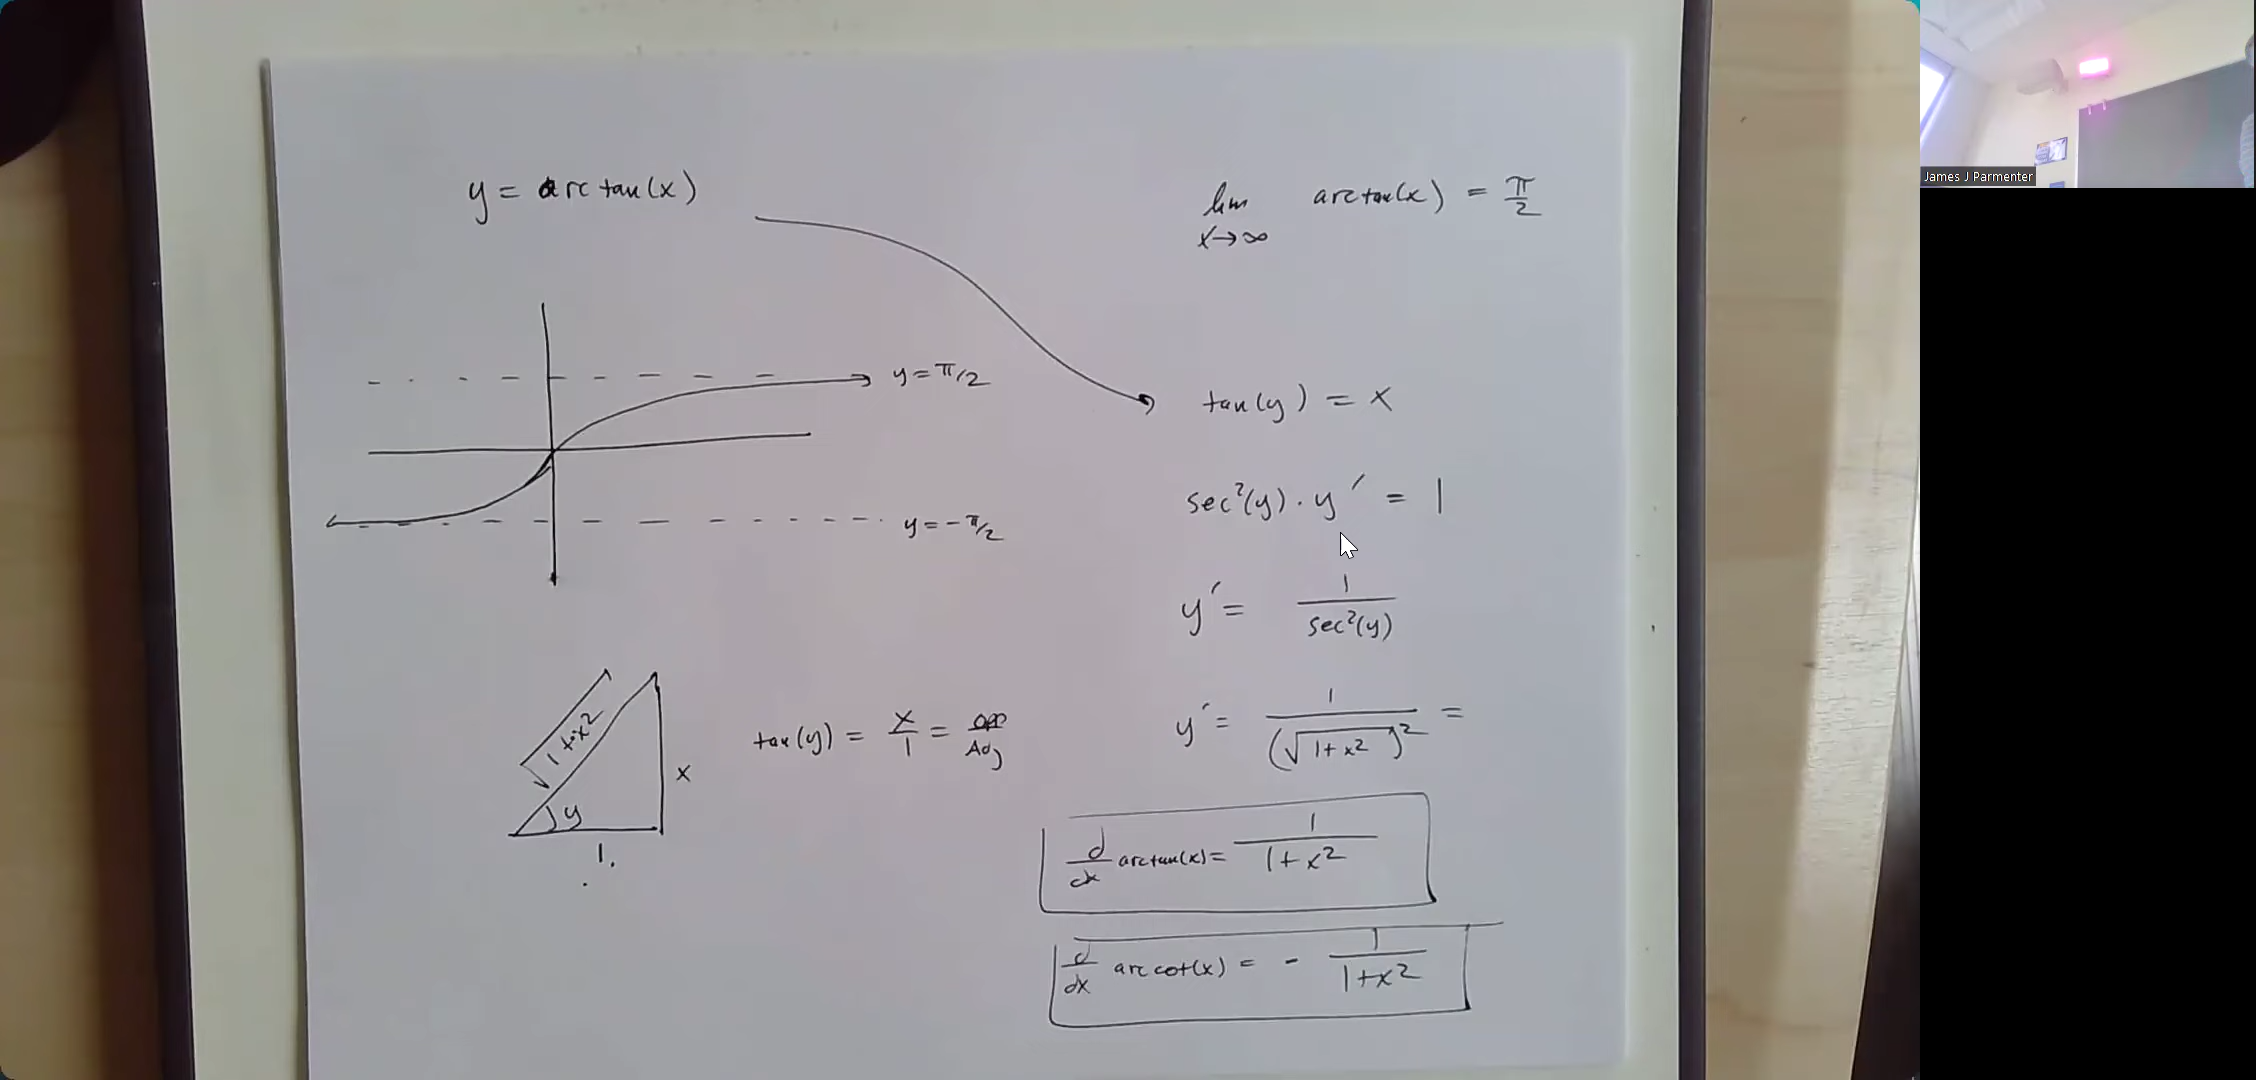 y = arctan(x)
lim x→∞ arctan(x) = π/2
y = π/2
y = - π/2
tan(y) = x
sec²(y) · y′ = 1
y′ = 1/sec²(y)
√1+x2
y
x
1.
tan(y) = x/1 = opp/Adj
y′ = 1/(√1+x2)² =
d/dx arctan(x) = 1/1+x2
d/dx arccot(x) = - 1/1+x2
James J Parmenter